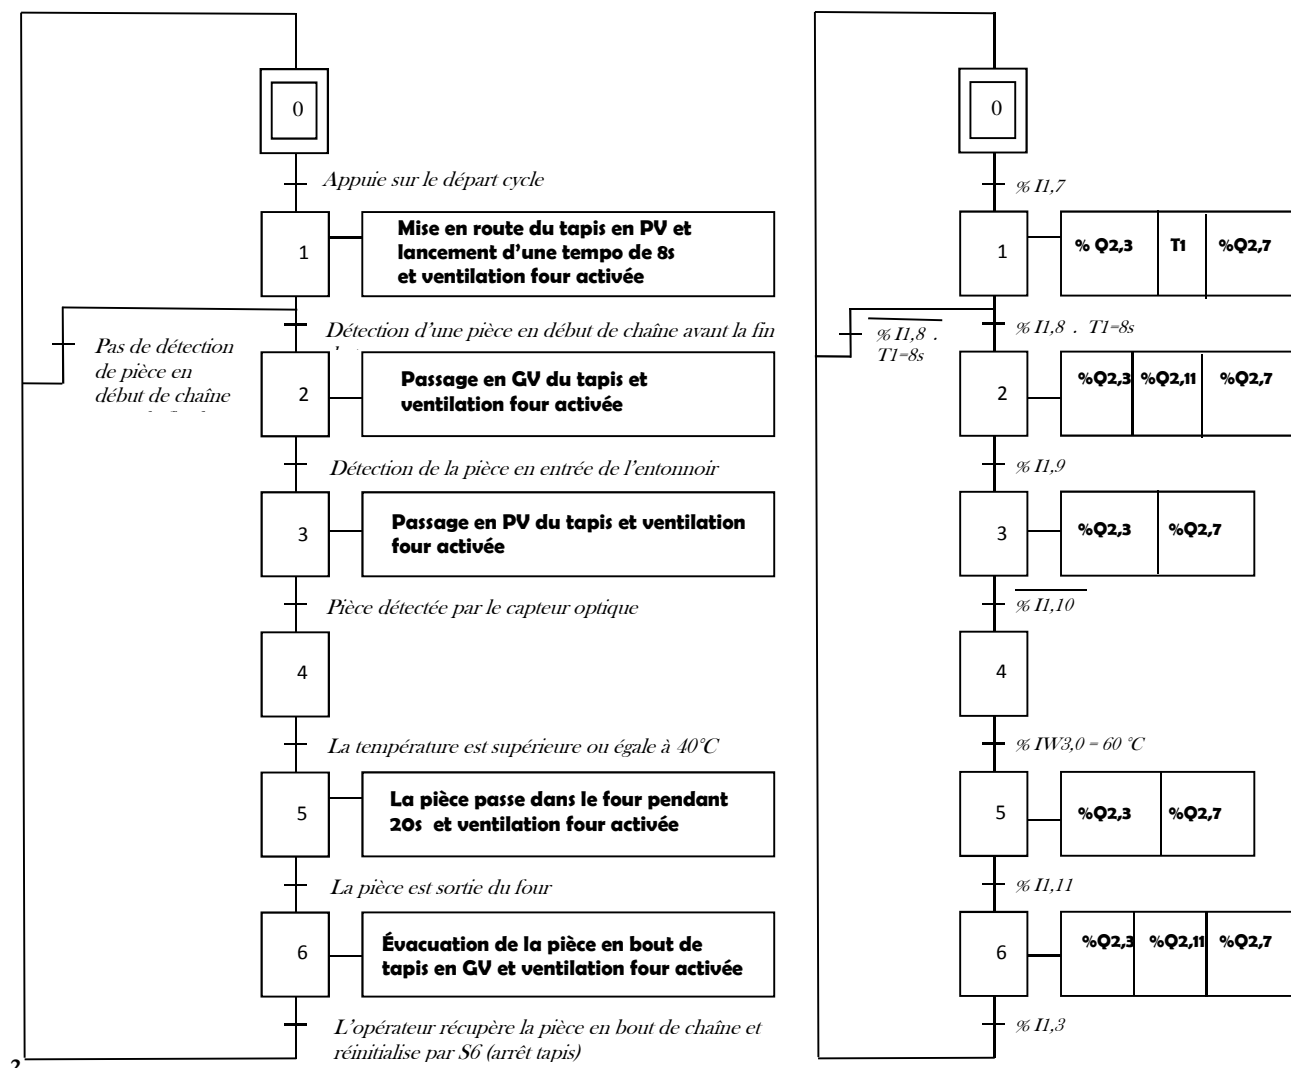 0
Appuie sur le départ cycle
1
Mise en route du tapis en PV et
lancement d'une tempo de 8s
et ventilation four activée
Détection d'une pièce en début de chaîne avant la fin
Pas de détection
de pièce en
début de chaîne
2
Passage en GV du tapis et
ventilation four activée
Détection de la pièce en entrée de l'entonnoir
3
Passage en PV du tapis et ventilation
four activée
Pièce détectée par le capteur optique
4
La température est supérieure ou égale à 40°C
5
La pièce passe dans le four pendant
20s et ventilation four activée
La pièce est sortie du four
6
Évacuation de la pièce en bout de
tapis en GV et ventilation four activée
L'opérateur récupère la pièce en bout de chaîne et
réinitialise par S6 (arrêt tapis)
2
0
% I1,7
1
% Q2,3 T1 %Q2,7
% I1,8 . T1=8s
% I1,8 .
T1=8s
2
%Q2,3 %Q2,11 %Q2,7
% I1,9
3
%Q2,3 %Q2,7
% I1,10
4
% IW3,0 = 60 °C
5
%Q2,3 %Q2,7
% I1,11
6
%Q2,3 %Q2,11 %Q2,7
% I1,3